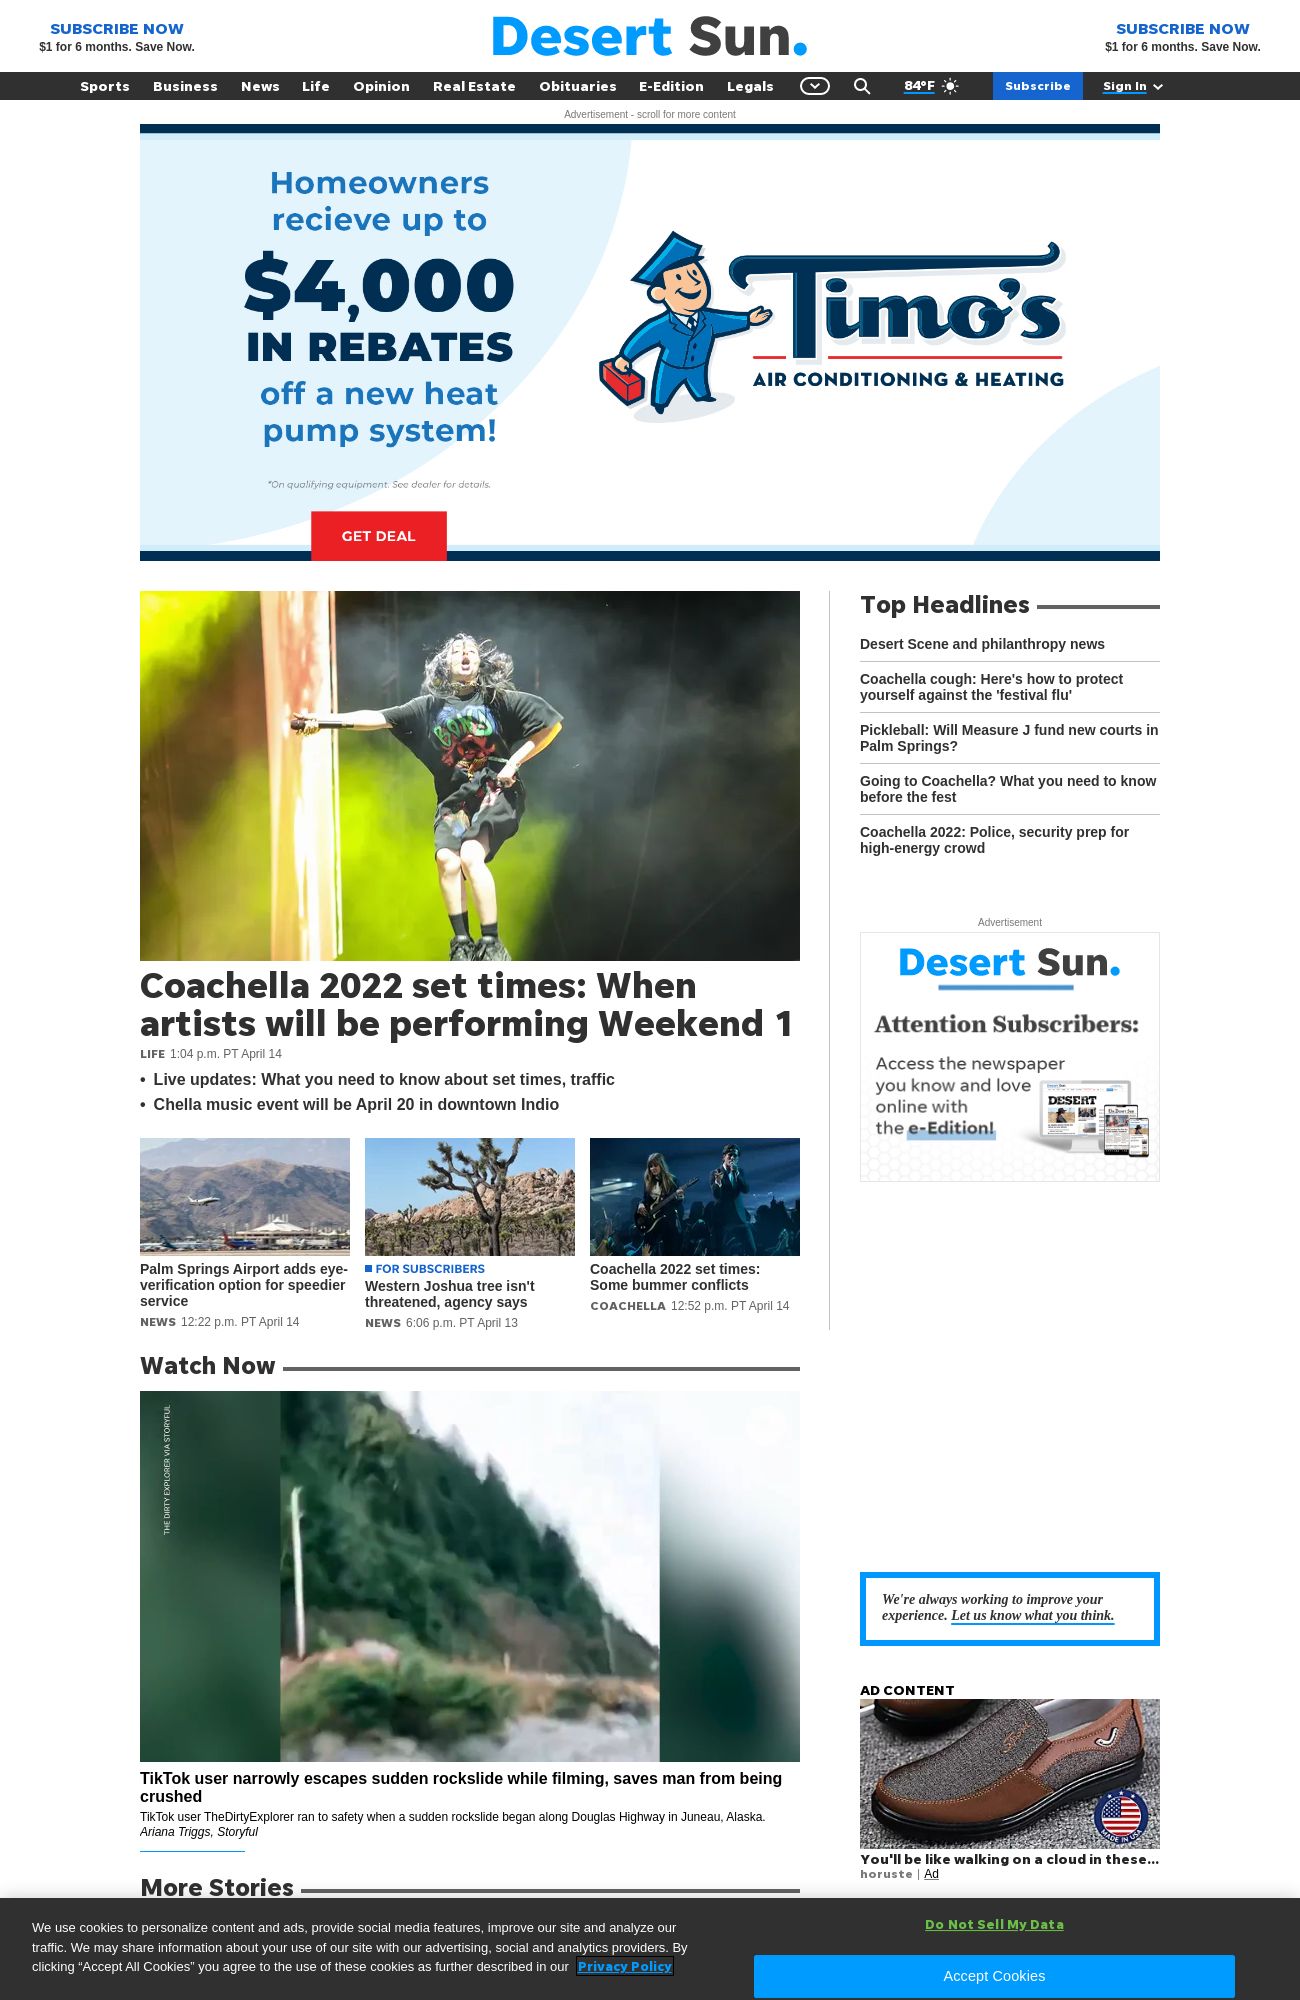 SUBSCRIBE NOW
$1 for 6 months. Save Now.
Desert Sun.
SUBSCRIBE NOW
$1 for 6 months. Save Now.
Sports Business News Life Opinion Real Estate Obituaries E-Edition Legals 84°F Subscribe Sign In
Advertisement - scroll for more content
Homeowners
recieve up to
$4,000
IN REBATES
off a new heat
pump system!
*On qualifying equipment. See dealer for details.
GET DEAL
Timo's
AIR CONDITIONING & HEATING
Coachella 2022 set times: When
artists will be performing Weekend 1
LIFE 1:04 p.m. PT April 14
• Live updates: What you need to know about set times, traffic
• Chella music event will be April 20 in downtown Indio
Palm Springs Airport adds eye-
verification option for speedier
service
NEWS 12:22 p.m. PT April 14
FOR SUBSCRIBERS
Western Joshua tree isn't
threatened, agency says
NEWS 6:06 p.m. PT April 13
Coachella 2022 set times:
Some bummer conflicts
COACHELLA 12:52 p.m. PT April 14
Top Headlines
Desert Scene and philanthropy news
Coachella cough: Here's how to protect
yourself against the 'festival flu'
Pickleball: Will Measure J fund new courts in
Palm Springs?
Going to Coachella? What you need to know
before the fest
Coachella 2022: Police, security prep for
high-energy crowd
Advertisement
Desert Sun.
Attention Subscribers:
Access the newspaper
you know and love
online with
the e-Edition!
DESERT
Watch Now
THE DIRTY EXPLORER VIA STORYFUL
TikTok user narrowly escapes sudden rockslide while filming, saves man from being
crushed
TikTok user TheDirtyExplorer ran to safety when a sudden rockslide began along Douglas Highway in Juneau, Alaska.
Ariana Triggs, Storyful
We're always working to improve your
experience. Let us know what you think.
AD CONTENT
MADE IN USA
You'll be like walking on a cloud in these...
horuste | Ad
More Stories
We use cookies to personalize content and ads, provide social media features, improve our site and analyze our
traffic. We may share information about your use of our site with our advertising, social and analytics providers. By
clicking “Accept All Cookies” you agree to the use of these cookies as further described in our Privacy Policy
Do Not Sell My Data
Accept Cookies